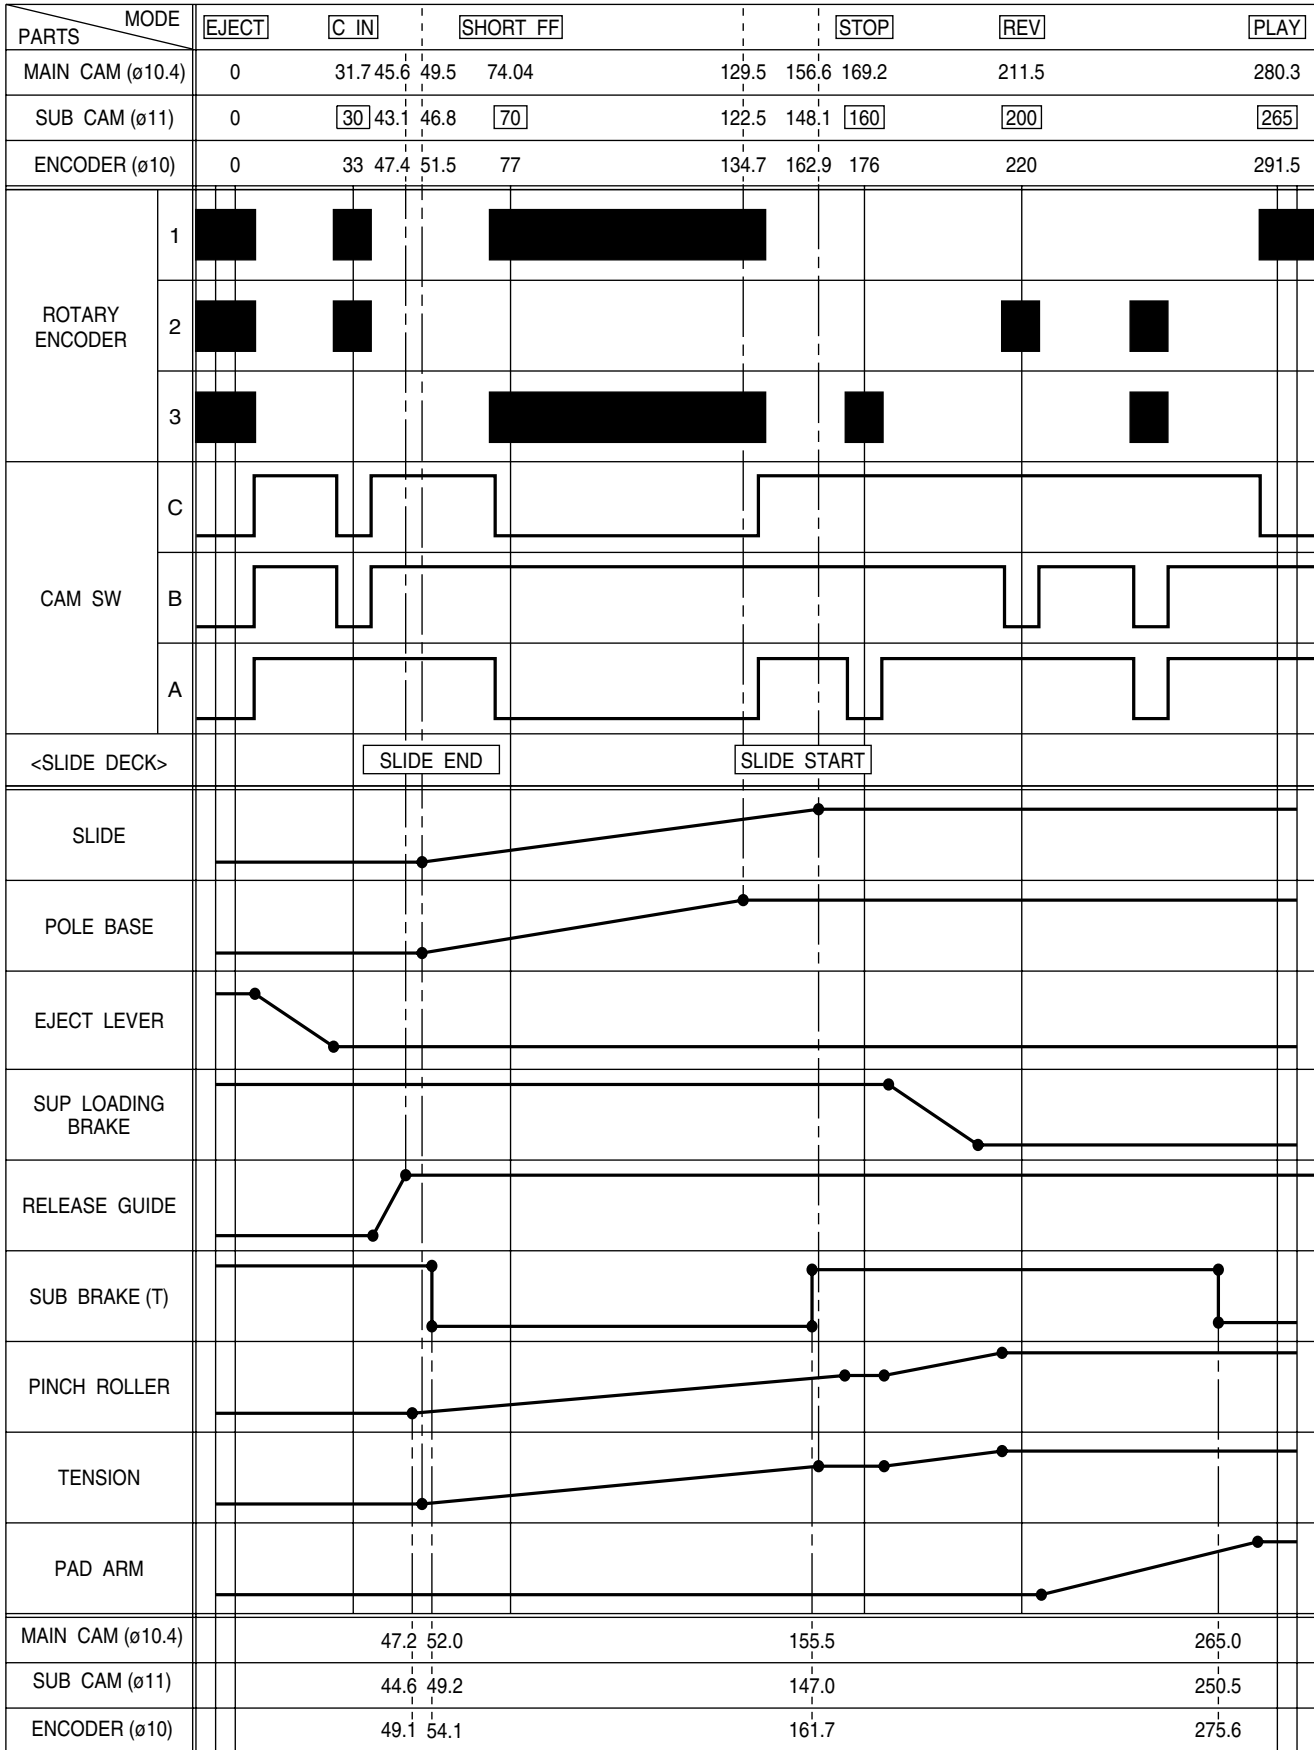 MODE
PARTS
EJECT C IN SHORT FF STOP REV PLAY
MAIN CAM (ø10.4) 0 31.7 45.6 49.5 74.04 129.5 156.6 169.2 211.5 280.3
SUB CAM (ø11) 0 30 43.1 46.8 70 122.5 148.1 160 200 265
ENCODER (ø10) 0 33 47.4 51.5 77 134.7 162.9 176 220 291.5
1
ROTARY
ENCODER
2
3
C
CAM SW
B
A
<SLIDE DECK> SLIDE END SLIDE START
SLIDE
POLE BASE
EJECT LEVER
SUP LOADING
BRAKE
RELEASE GUIDE
SUB BRAKE (T)
PINCH ROLLER
TENSION
PAD ARM
MAIN CAM (ø10.4) 47.2 52.0 155.5 265.0
SUB CAM (ø11) 44.6 49.2 147.0 250.5
ENCODER (ø10) 49.1 54.1 161.7 275.6